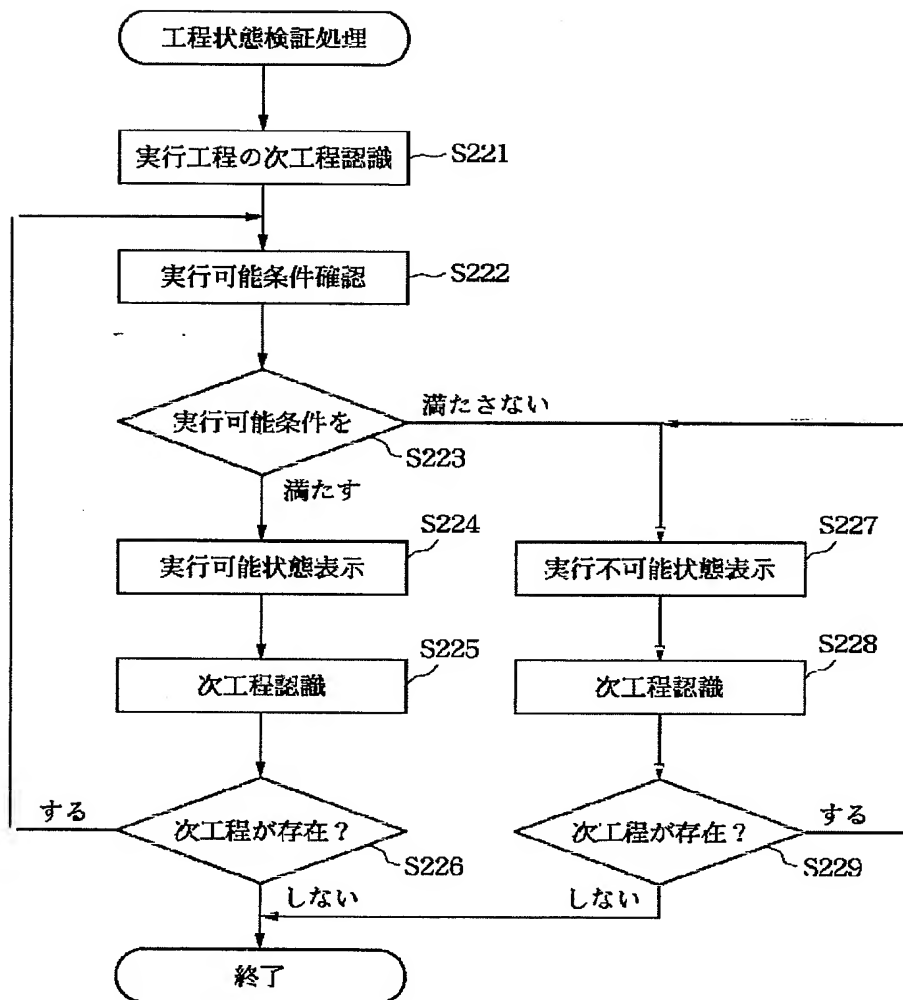 工程状態検証処理
実行工程の次工程認識
S221
実行可能条件確認
S222
実行可能条件を
満たさない
S223
満たす
S224
実行可能状態表示
S227
実行不可能状態表示
S225
次工程認識
S228
次工程認識
する
次工程が存在?
S226
次工程が存在?
する
S229
しない
しない
終了